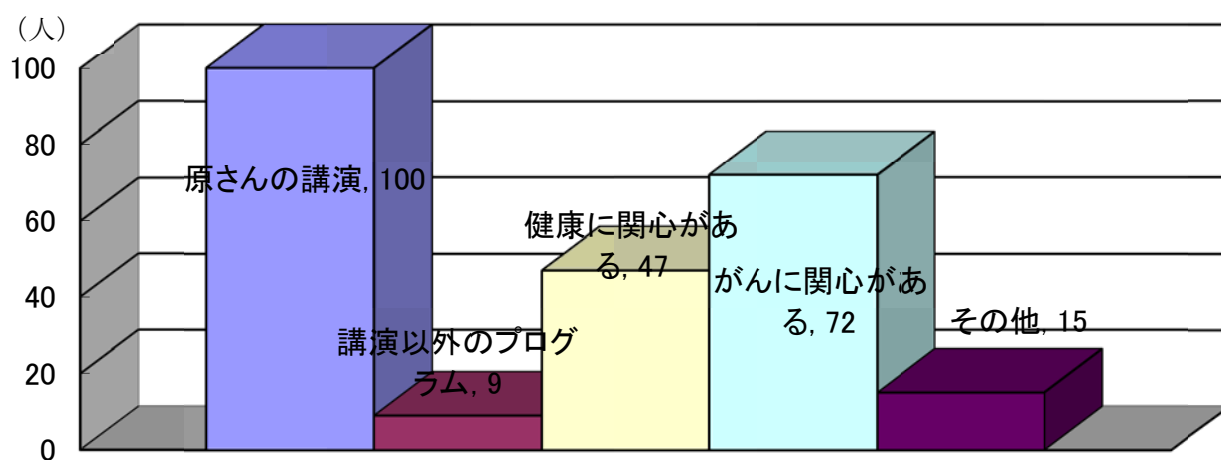 （人）
100
80
60
40
20
0
原さんの講演, 100
講演以外のプログ
ラム, 9
健康に関心があ
る, 47
がんに関心があ
る, 72
その他, 15